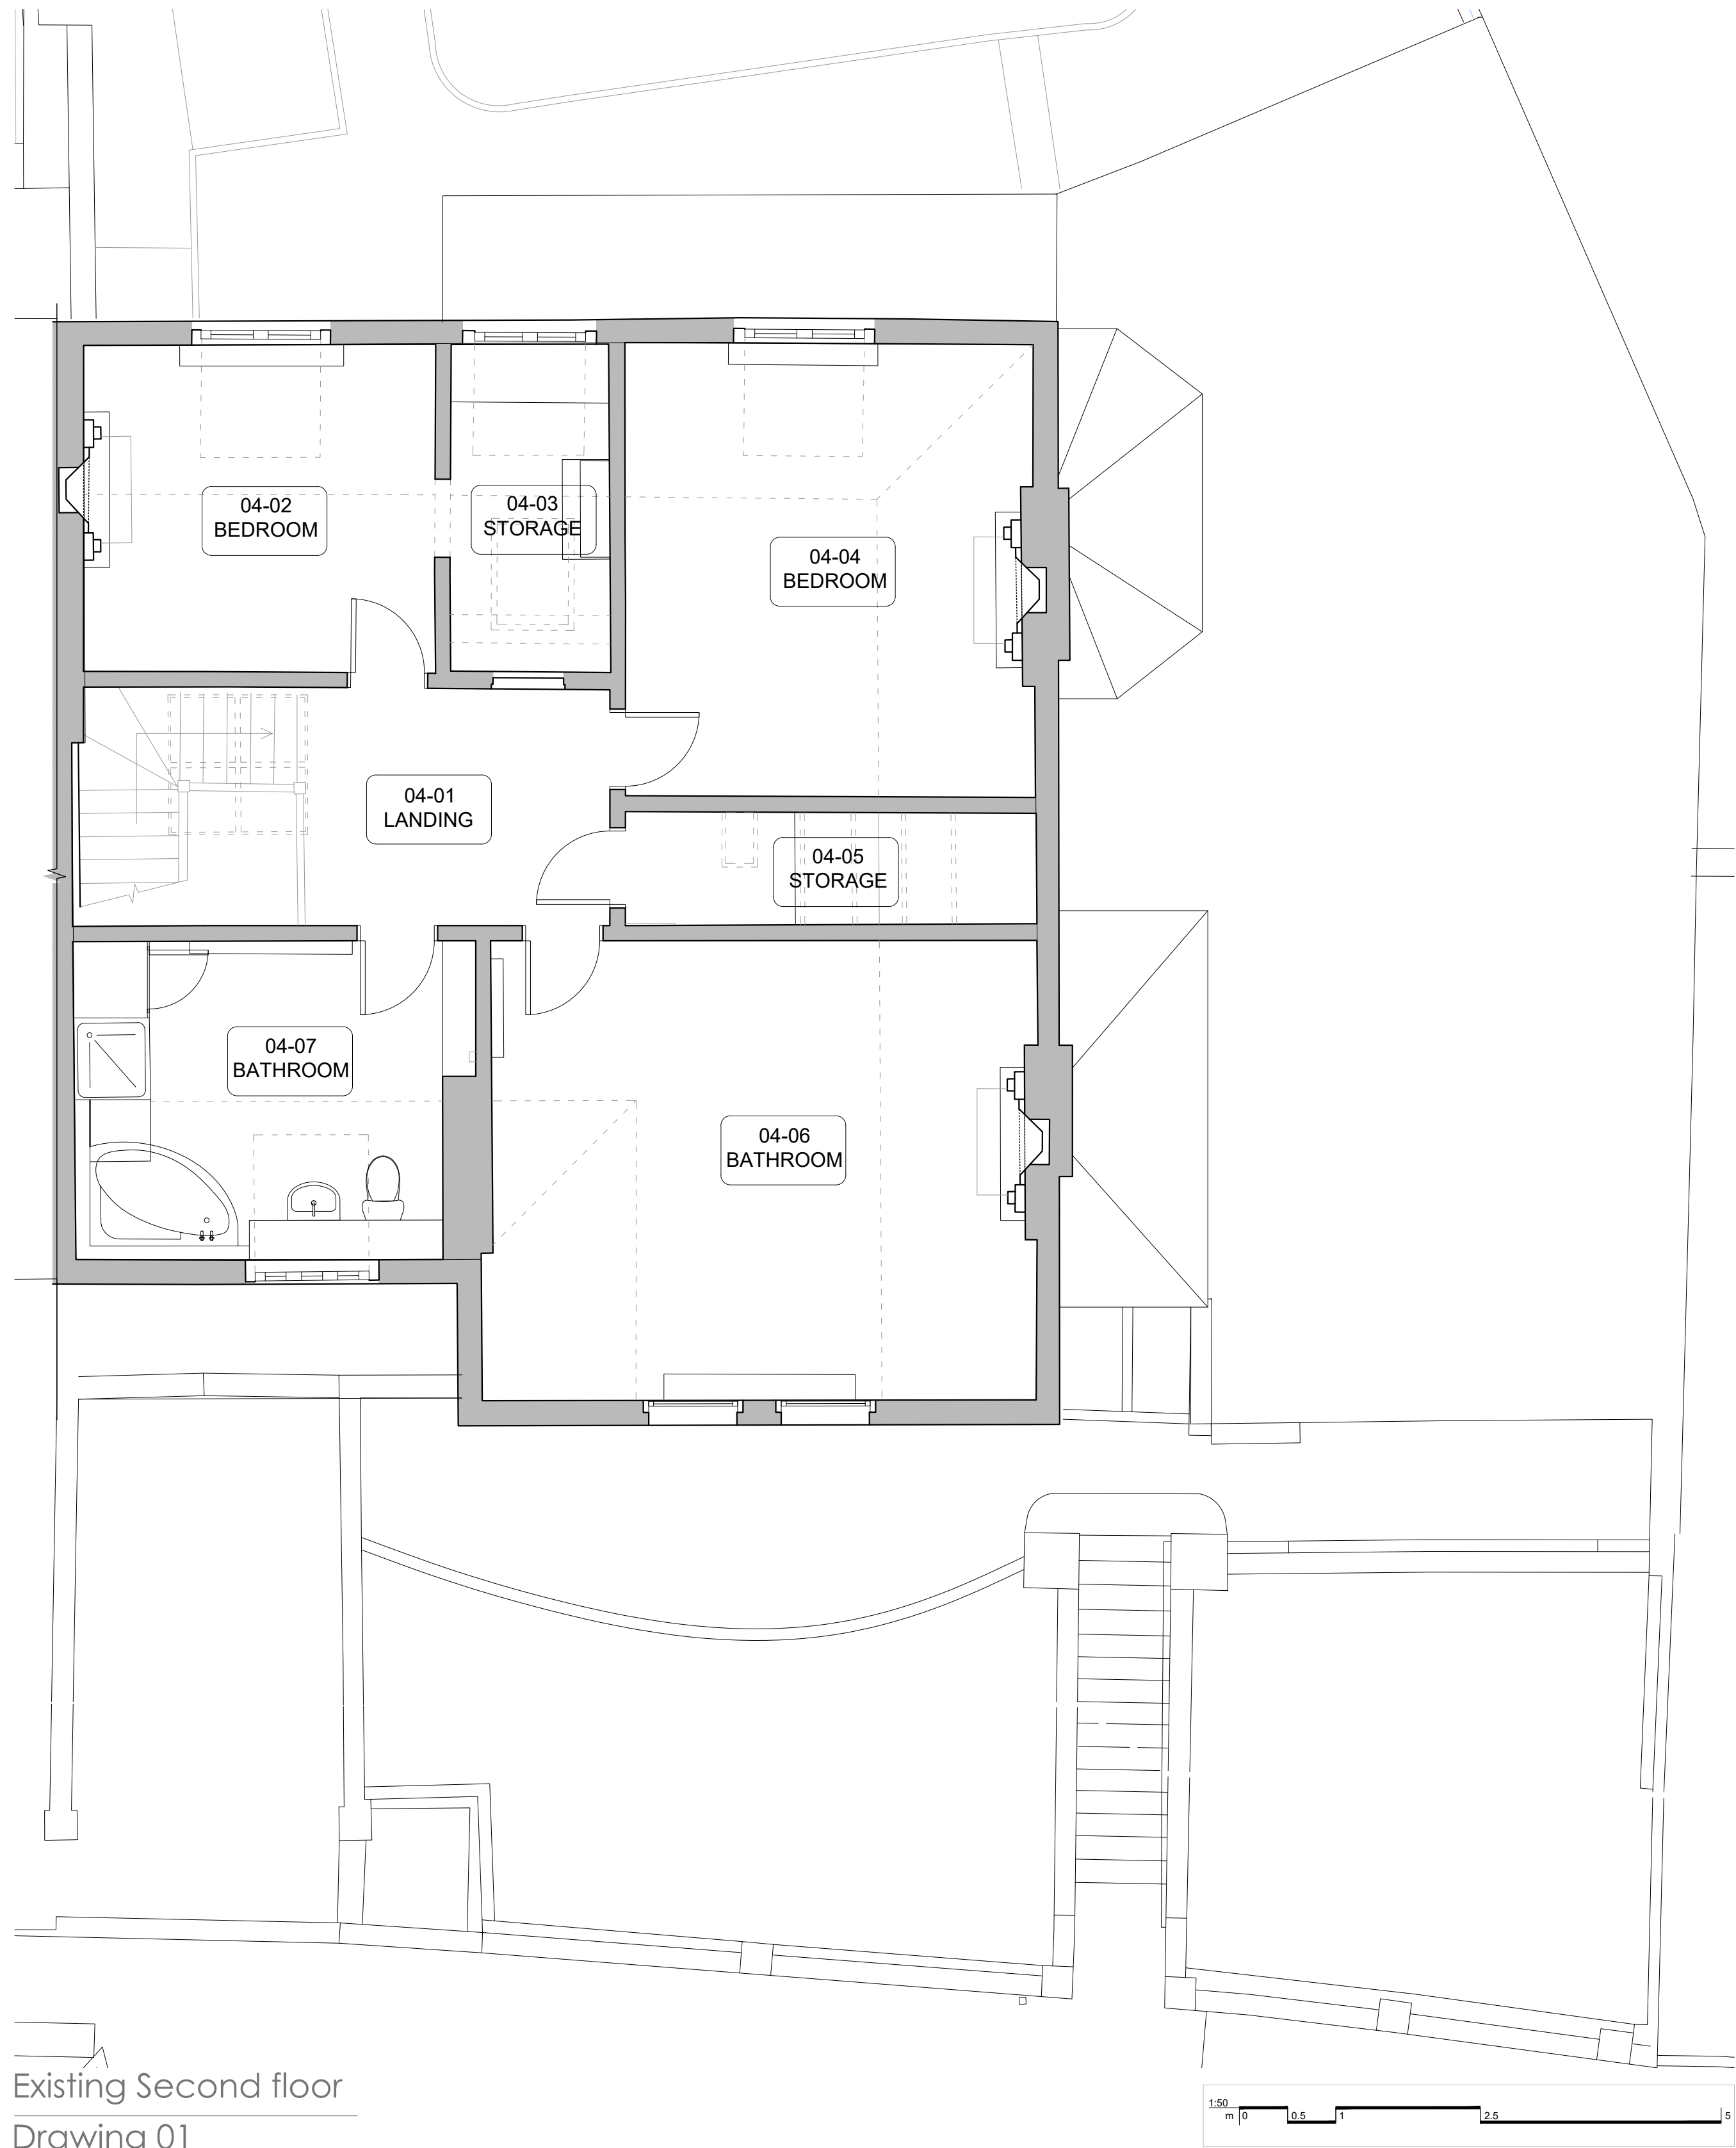 04-02
BEDROOM
04-03
STORAGE
04-04
BEDROOM
04-01
LANDING
04-05
STORAGE
04-07
BATHROOM
04-06
BATHROOM
Existing Second floor
Drawing 01
1:50
m 0 0.5 1 2.5 5